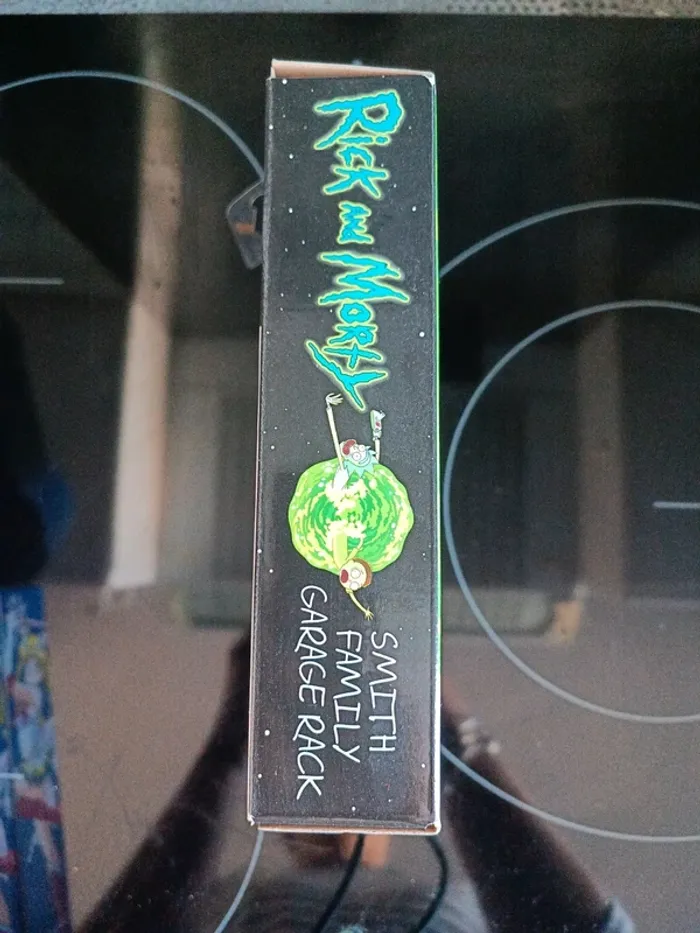 Rick and Morty
SMITH
FAMILY
GARAGE RACK